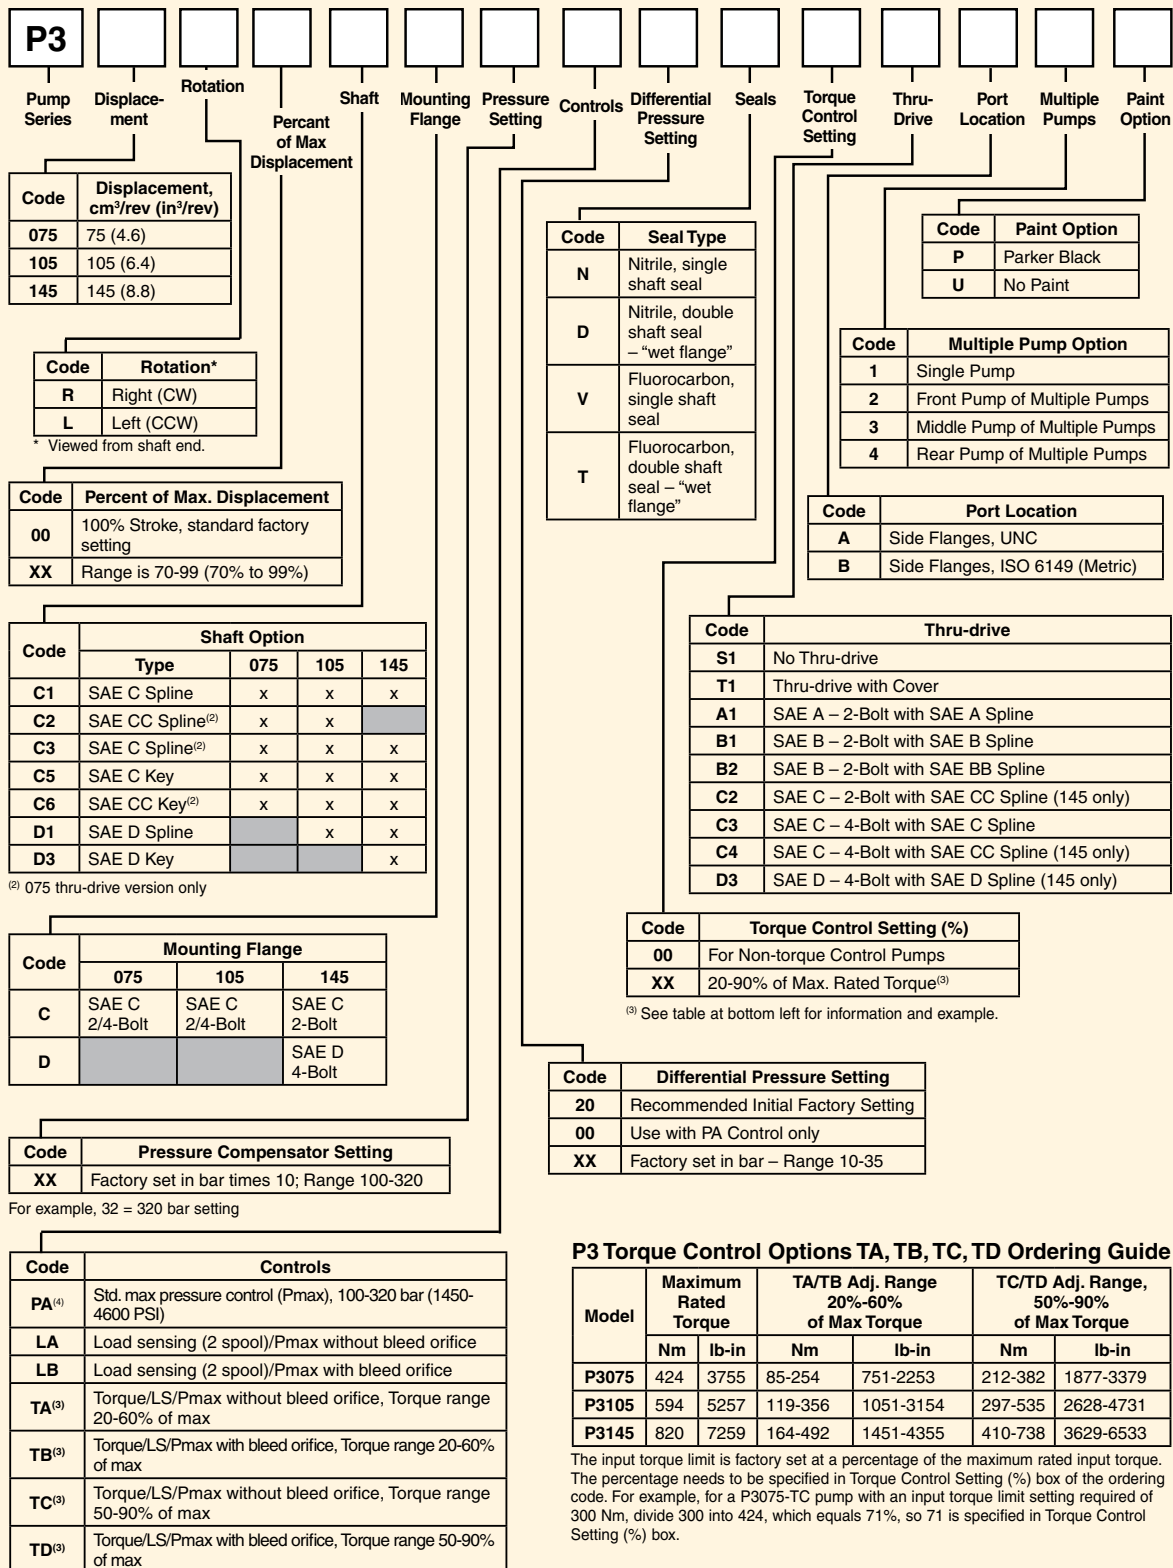 P3
Pump Series
Displace-ment
Rotation
Percent of Max Displacement
Shaft
Mounting Flange
Pressure Setting
Controls
Differential Pressure Setting
Seals
Torque Control Setting
Thru-Drive
Port Location
Multiple Pumps
Paint Option
Code Displacement, cm³/rev (in³/rev)
075 75 (4.6)
105 105 (6.4)
145 145 (8.8)
Code Rotation*
R Right (CW)
L Left (CCW)
* Viewed from shaft end.
Code Percent of Max. Displacement
00 100% Stroke, standard factory setting
XX Range is 70-99 (70% to 99%)
Code Shaft Option
Type 075 105 145
C1 SAE C Spline x x x
C2 SAE CC Spline(2) x x
C3 SAE C Spline(2) x x x
C5 SAE C Key x x x
C6 SAE CC Key(2) x x x
D1 SAE D Spline x x
D3 SAE D Key x
(2) 075 thru-drive version only
Code Mounting Flange
075 105 145
C SAE C 2/4-Bolt SAE C 2/4-Bolt SAE C 2-Bolt
D SAE D 4-Bolt
Code Pressure Compensator Setting
XX Factory set in bar times 10; Range 100-320
For example, 32 = 320 bar setting
Code Controls
PA(4) Std. max pressure control (Pmax), 100-320 bar (1450-4600 PSI)
LA Load sensing (2 spool)/Pmax without bleed orifice
LB Load sensing (2 spool)/Pmax with bleed orifice
TA(3) Torque/LS/Pmax without bleed orifice, Torque range 20-60% of max
TB(3) Torque/LS/Pmax with bleed orifice, Torque range 20-60% of max
TC(3) Torque/LS/Pmax without bleed orifice, Torque range 50-90% of max
TD(3) Torque/LS/Pmax with bleed orifice, Torque range 50-90% of max
Code Seal Type
N Nitrile, single shaft seal
D Nitrile, double shaft seal – “wet flange”
V Fluorocarbon, single shaft seal
T Fluorocarbon, double shaft seal – “wet flange”
Code Paint Option
P Parker Black
U No Paint
Code Multiple Pump Option
1 Single Pump
2 Front Pump of Multiple Pumps
3 Middle Pump of Multiple Pumps
4 Rear Pump of Multiple Pumps
Code Port Location
A Side Flanges, UNC
B Side Flanges, ISO 6149 (Metric)
Code Thru-drive
S1 No Thru-drive
T1 Thru-drive with Cover
A1 SAE A – 2-Bolt with SAE A Spline
B1 SAE B – 2-Bolt with SAE B Spline
B2 SAE B – 2-Bolt with SAE BB Spline
C2 SAE C – 2-Bolt with SAE CC Spline (145 only)
C3 SAE C – 4-Bolt with SAE C Spline
C4 SAE C – 4-Bolt with SAE CC Spline (145 only)
D3 SAE D – 4-Bolt with SAE D Spline (145 only)
Code Torque Control Setting (%)
00 For Non-torque Control Pumps
XX 20-90% of Max. Rated Torque(3)
(3) See table at bottom left for information and example.
Code Differential Pressure Setting
20 Recommended Initial Factory Setting
00 Use with PA Control only
XX Factory set in bar – Range 10-35
P3 Torque Control Options TA, TB, TC, TD Ordering Guide
Model Maximum Rated Torque TA/TB Adj. Range 20%-60% of Max Torque TC/TD Adj. Range, 50%-90% of Max Torque
Nm lb-in Nm lb-in Nm lb-in
P3075 424 3755 85-254 751-2253 212-382 1877-3379
P3105 594 5257 119-356 1051-3154 297-535 2628-4731
P3145 820 7259 164-492 1451-4355 410-738 3629-6533
The input torque limit is factory set at a percentage of the maximum rated input torque.
The percentage needs to be specified in Torque Control Setting (%) box of the ordering
code. For example, for a P3075-TC pump with an input torque limit setting required of
300 Nm, divide 300 into 424, which equals 71%, so 71 is specified in Torque Control
Setting (%) box.